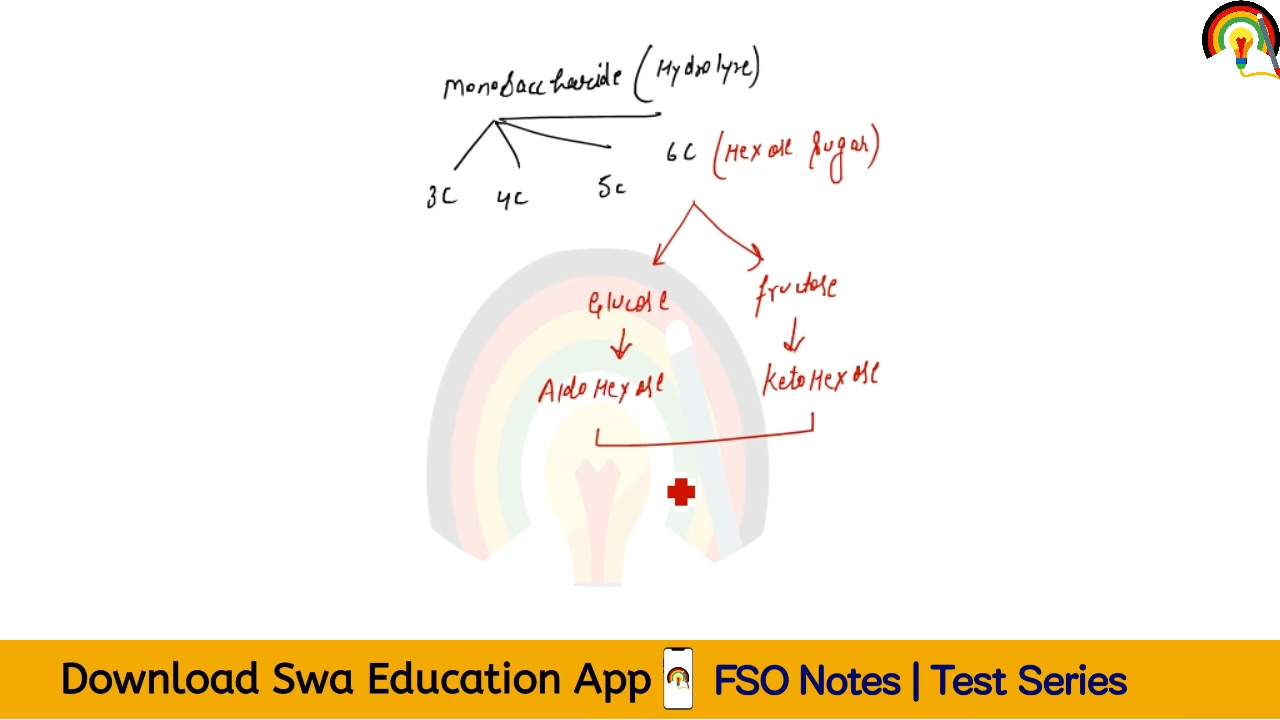 Monosaccharide (Hydrolyse)
3C 4C 5C 6C (Hexose Sugar)
Glucose fructose
AldoHexose KetoHexose
Download Swa Education App FSO Notes | Test Series